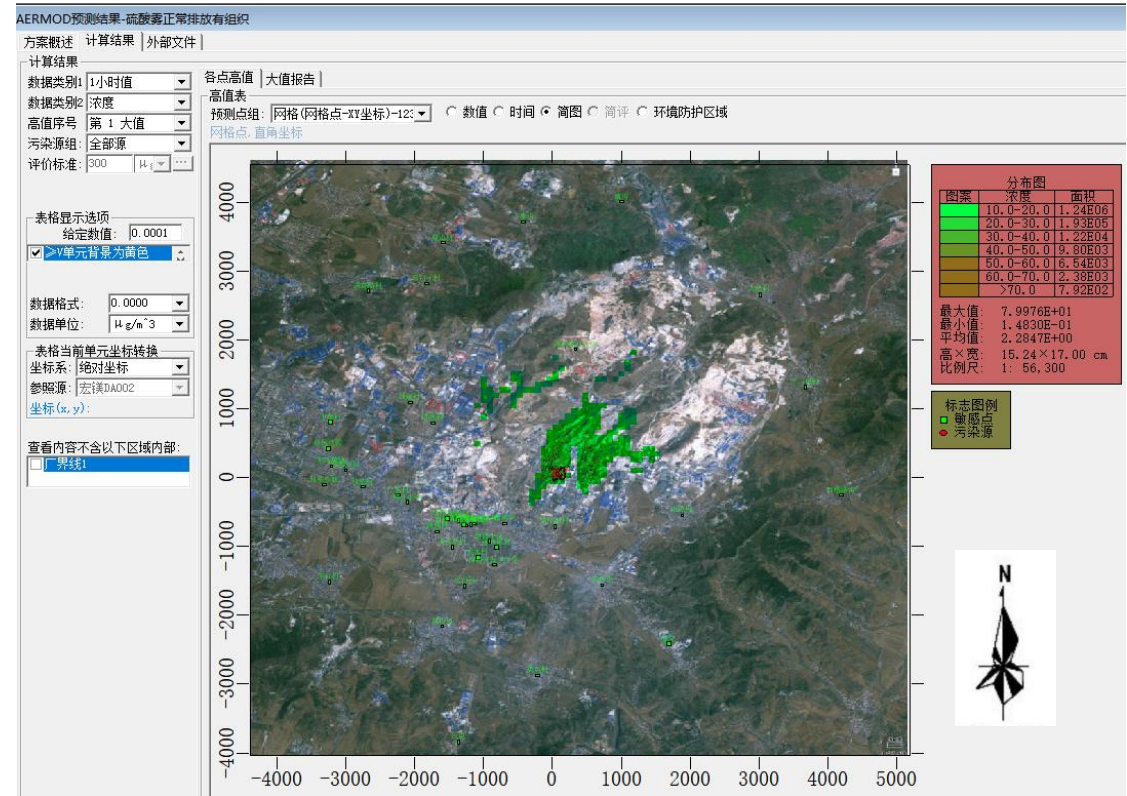 AERMOD预测结果-硫酸雾正常排放有组织
方案概述 计算结果 外部文件
计算结果
数据类别1 1小时值
数据类别2 浓度
高值序号 第 1 大值
污染源组: 全部源
评价标准: 300
表格显示选项
给定数值: 0.0001
≥V单元背景为黄色
数据格式: 0.0000
数据单位: μg/m^3
表格当前单元坐标转换
坐标系: 绝对坐标
参照源: 宏镁DA002
坐标(x,y):
查看内容不含以下区域内部:
厂界线1
各点高值 大值报告
高值表
预测点组: 网格(网格点-XY坐标)-123 数值 时间 简图 简评 环境防护区域
网格点,直角坐标
4000
3000
2000
1000
0
-1000
-2000
-3000
-4000
-4000 -3000 -2000 -1000 0 1000 2000 3000 4000 5000
分布图
图案 浓度 面积
10.0-20.0 1.24E06
20.0-30.0 1.93E05
30.0-40.0 1.22E04
40.0-50.0 9.80E03
50.0-60.0 6.54E03
60.0-70.0 2.38E03
>70.0 7.92E02
最大值: 7.9976E+01
最小值: 1.4830E-01
平均值: 2.2847E+00
高×宽: 15.24×17.00 cm
比例尺: 1: 56,300
标志图例
敏感点
污染源
N